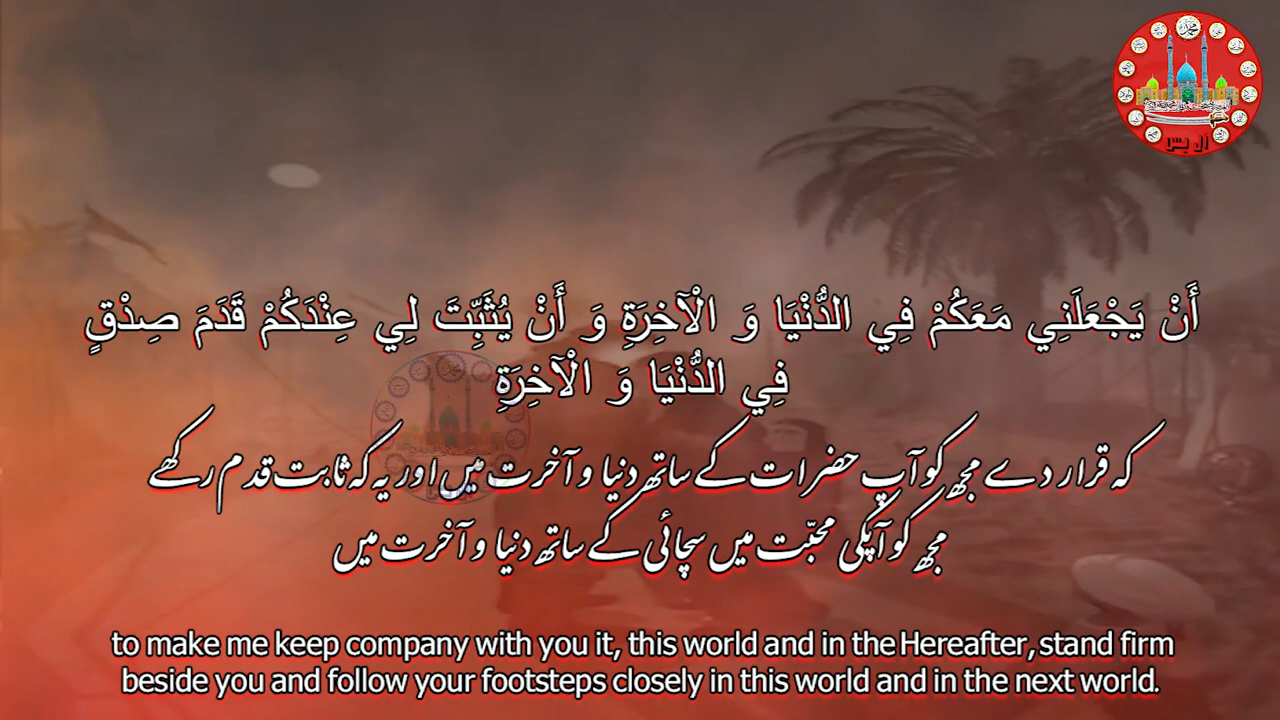 أَنْ يَجْعَلَنِي مَعَكُمْ فِي الدُّنْيَا وَ الْآخِرَةِ وَ أَنْ يُثَبِّتَ لِي عِنْدَكُمْ قَدَمَ صِدْقٍ
فِي الدُّنْيَا وَ الْآخِرَةِ
کہ قرار دے مجھ کو آپ حضرات کے ساتھ دنیا و آخرت میں اور یہ کہ ثابت قدم رکھے
مجھ کو آپکی محبّت میں سچائی کے ساتھ دنیا و آخرت میں
to make me keep company with you it, this world and in the Hereafter, stand firm
beside you and follow your footsteps closely in this world and in the next world.